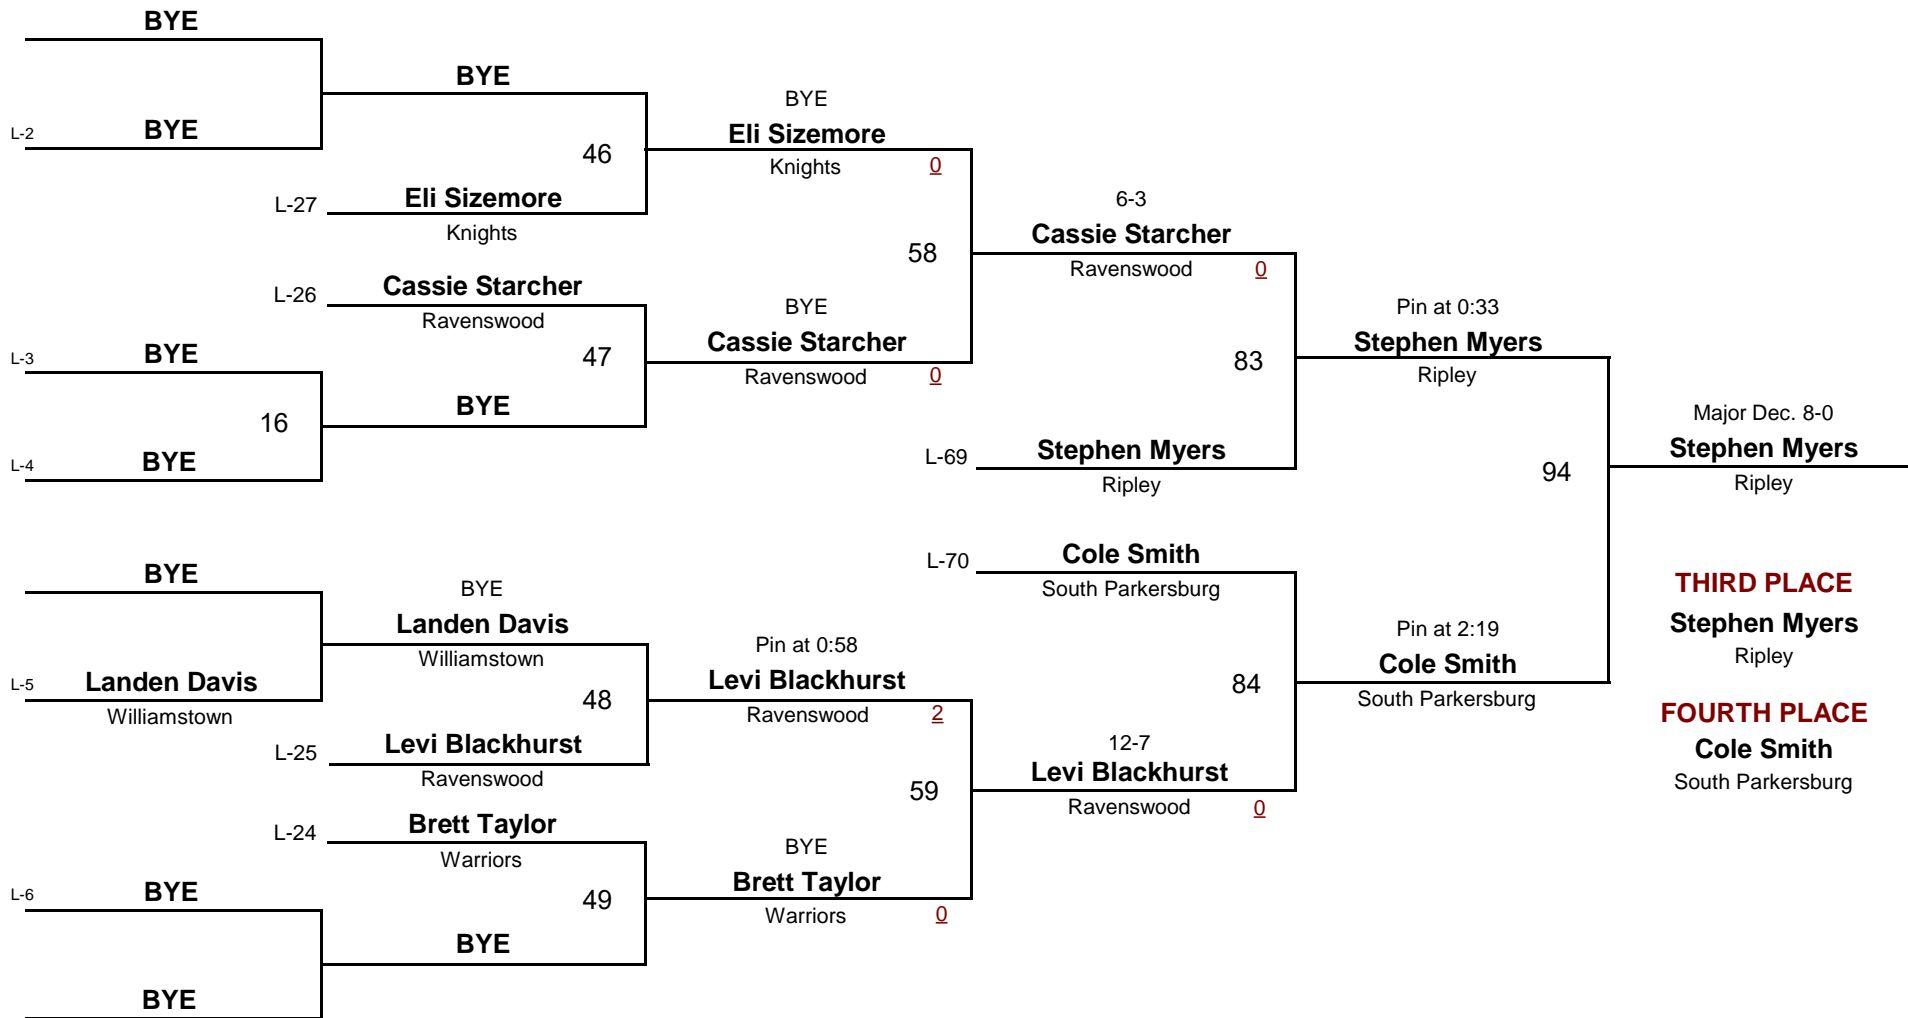 BYE
L-2 BYE
BYE
46
L-27 Eli Sizemore
Knights
L-26 Cassie Starcher
Ravenswood
L-3 BYE
47
16
BYE
L-4 BYE
BYE
Eli Sizemore
Knights 0
58
BYE
Cassie Starcher
Ravenswood 0
6-3
Cassie Starcher
Ravenswood 0
83
L-69 Stephen Myers
Ripley
Pin at 0:33
Stephen Myers
Ripley
94
Major Dec. 8-0
Stephen Myers
Ripley
BYE
L-5 Landen Davis
Williamstown
BYE
Landen Davis
Williamstown
48
L-25 Levi Blackhurst
Ravenswood
L-24 Brett Taylor
Warriors
L-6 BYE
49
BYE
BYE
Pin at 0:58
Levi Blackhurst
Ravenswood 2
59
BYE
Brett Taylor
Warriors 0
L-70 Cole Smith
South Parkersburg
84
12-7
Levi Blackhurst
Ravenswood 0
Pin at 2:19
Cole Smith
South Parkersburg
THIRD PLACE
Stephen Myers
Ripley
FOURTH PLACE
Cole Smith
South Parkersburg